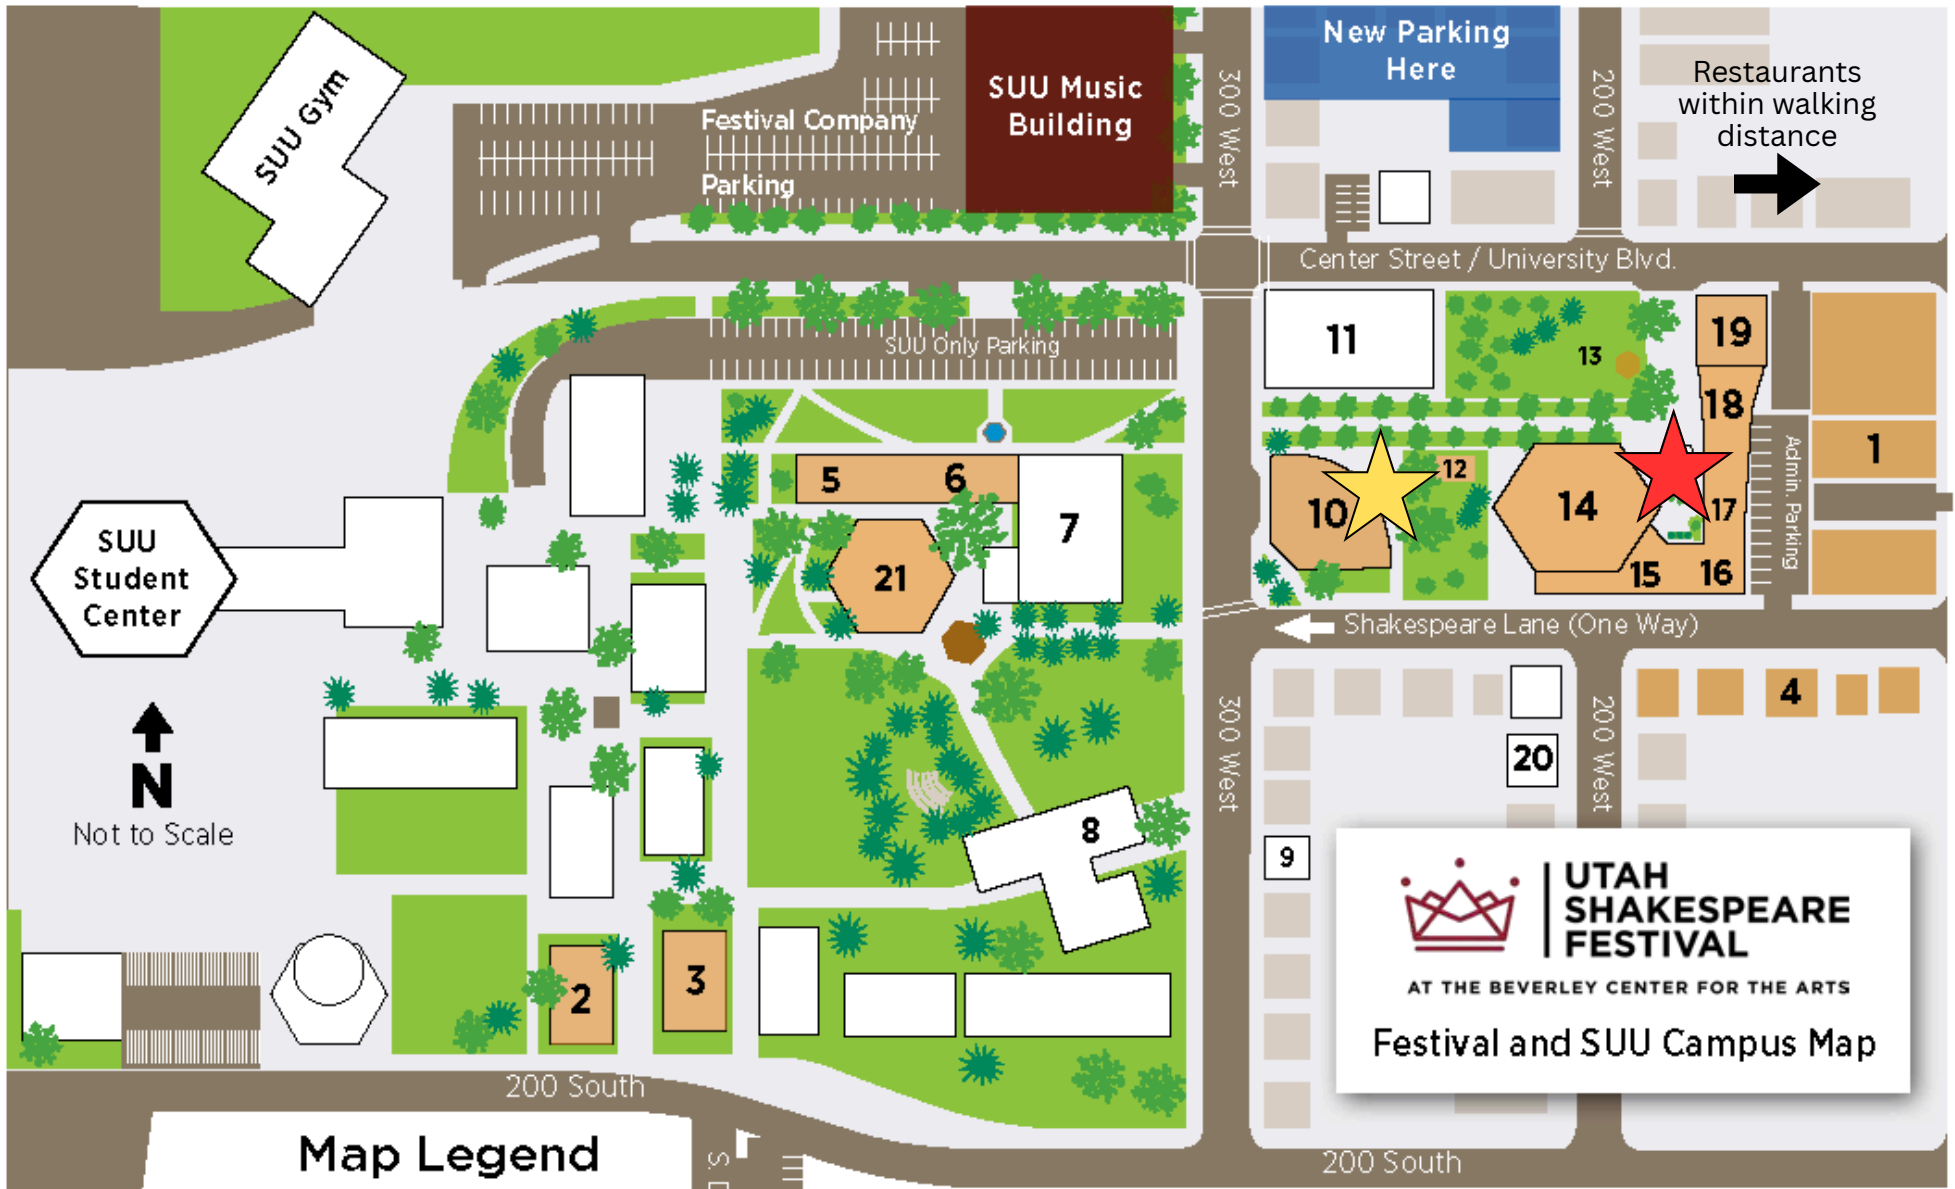 SUU Gym
Festival Company
Parking
SUU Music
Building
300 West
New Parking
Here
200 West
Restaurants
within walking
distance
Center Street / University Blvd.
SUU Only Parking
11
13
19
18
1
Admin. Parking
5
6
7
10
12
14
17
15
16
21
SUU
Student
Center
Shakespeare Lane (One Way)
N
Not to Scale
300 West
200 West
4
20
8
9
2
3
UTAH
SHAKESPEARE
FESTIVAL
AT THE BEVERLEY CENTER FOR THE ARTS
Festival and SUU Campus Map
200 South
200 South
Map Legend